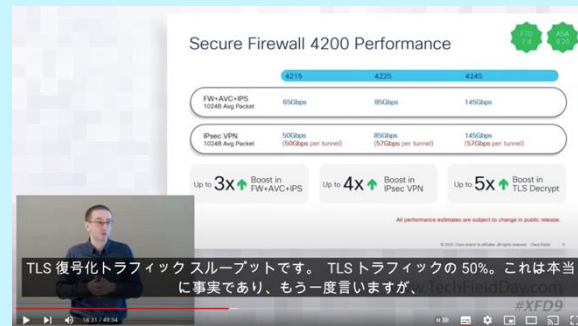 Secure Firewall 4200 Performance
FTD
7.4
ASA
9.20
4215 4225 4245
FW+AVC+IPS
1024B Avg Packet
65Gbps 85Gbps 145Gbps
IPsec VPN
1024B Avg Packet
50Gbps
(50Gbps per tunnel)
85Gbps
(57Gbps per tunnel)
145Gbps
(57Gbps per tunnel)
Up to 3x Boost in
FW+AVC+IPS
Up to 4x Boost in
IPsec VPN
Up to 5x Boost in
TLS Decrypt
All performance estimates are subject to change in public release.
TLS 復号化トラフィック スループットです。 TLS トラフィックの 50%。これは本当
に事実であり、もう一度言いますが、
www.TechFieldDay.com
#XFD9
18:31 / 49:34